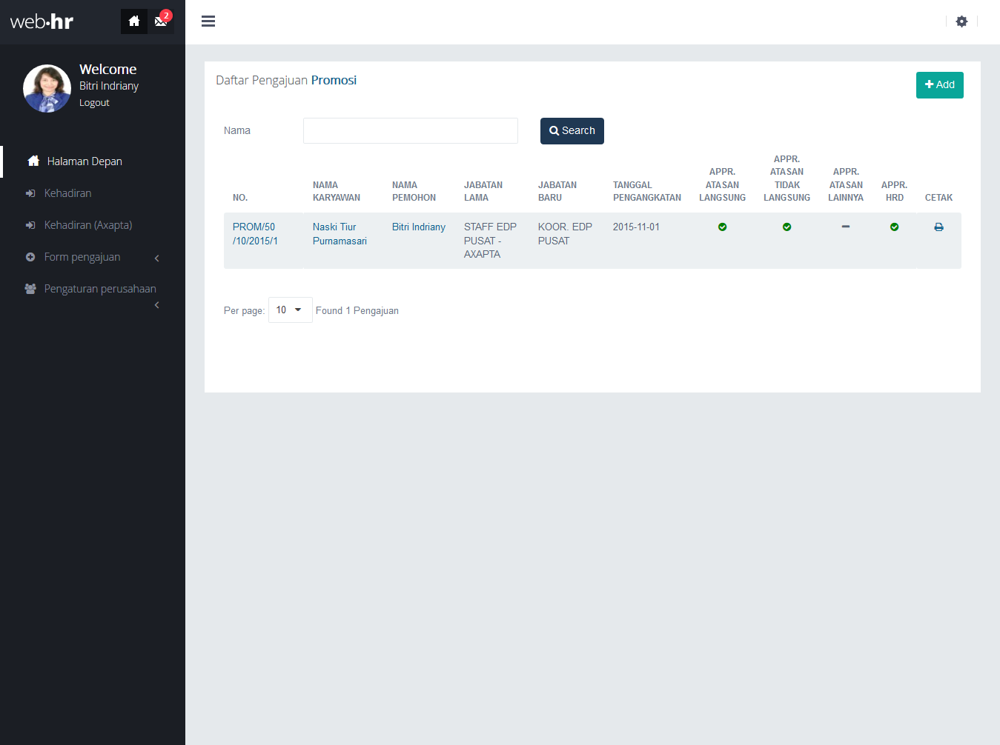 web·hr
2
Welcome
Bitri Indriany
Logout
Halaman Depan
Kehadiran
Kehadiran (Axapta)
Form pengajuan
Pengaturan perusahaan
Daftar Pengajuan Promosi
Add
Nama
Search
NO.
NAMA
KARYAWAN
NAMA
PEMOHON
JABATAN
LAMA
JABATAN
BARU
TANGGAL
PENGANGKATAN
APPR.
ATASAN
LANGSUNG
APPR.
ATASAN
TIDAK
LANGSUNG
APPR.
ATASAN
LAINNYA
APPR.
HRD
CETAK
PROM/50
/10/2015/1
Naski Tiur
Purnamasari
Bitri Indriany
STAFF EDP
PUSAT -
AXAPTA
KOOR. EDP
PUSAT
2015-11-01
Per page: 10 Found 1 Pengajuan